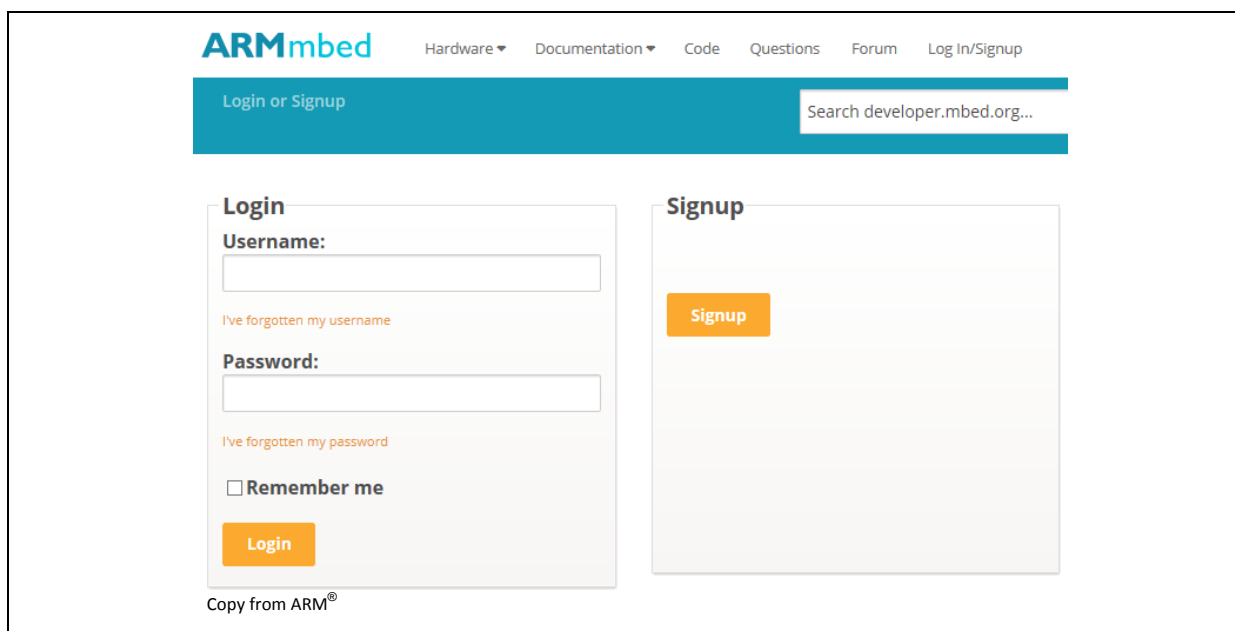 ARMmbed
Hardware Documentation Code Questions Forum Log In/Signup
Login or Signup
Search developer.mbed.org...
Login
Username:
I've forgotten my username
Password:
I've forgotten my password
Remember me
Login
Signup
Signup
Copy from ARM®